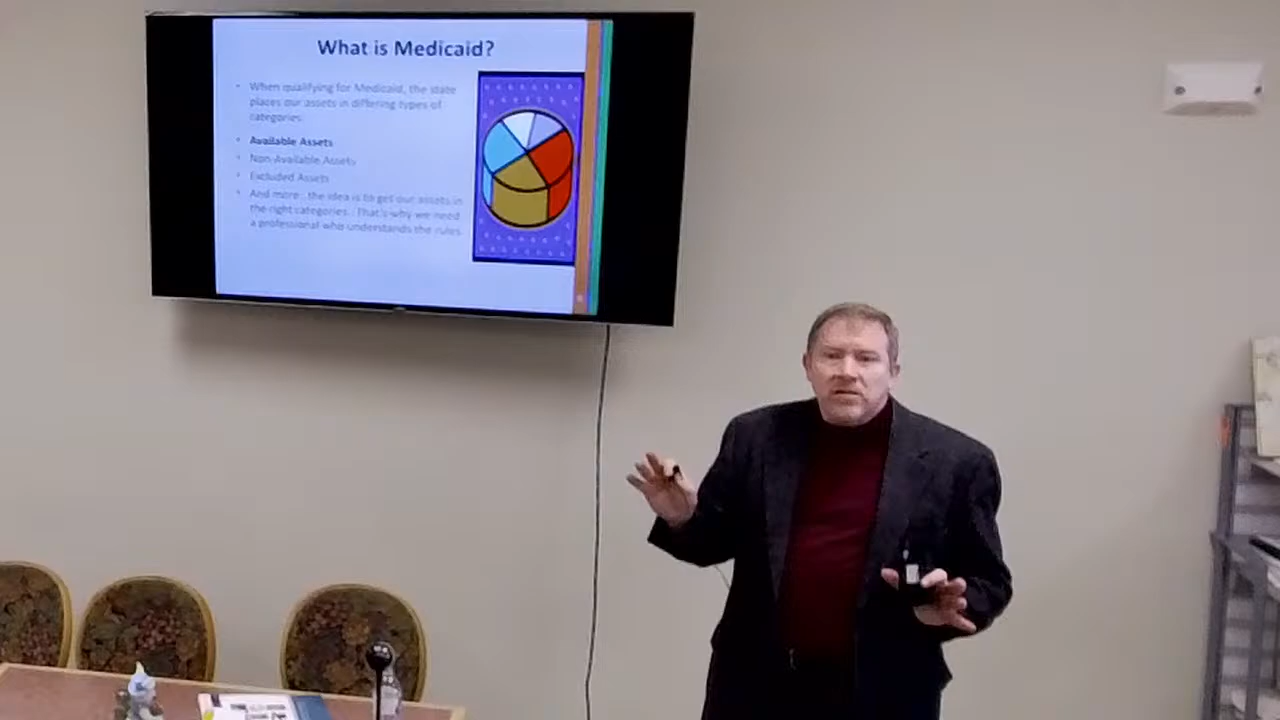 What is Medicaid?
When qualifying for Medicaid, the state
places our assets in differing types of
categories:
Available Assets
Non-Available Assets
Excluded Assets
And more...the idea is to get our assets in
the right categories. That's why we need
a professional who understands the rules